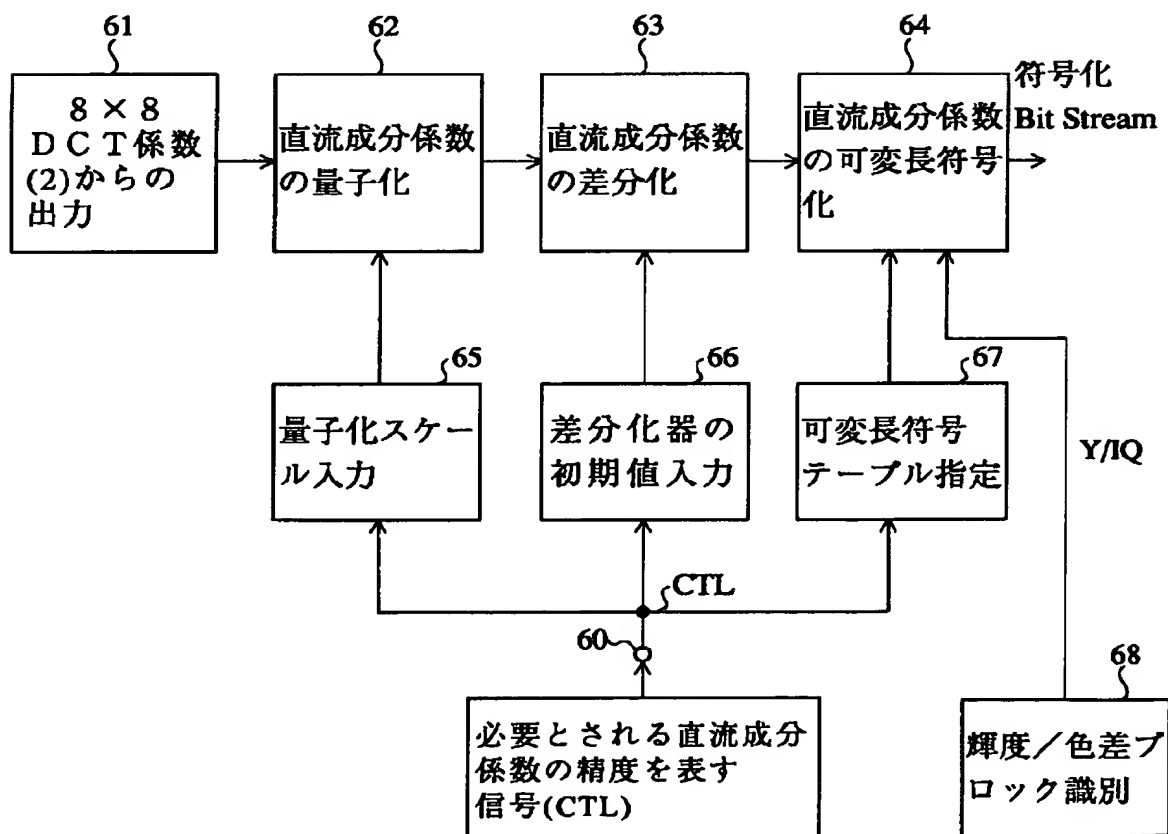 61
8 × 8
ＤＣＴ係数
(2)からの
出力
62
直流成分係数
の量子化
63
直流成分係数
の差分化
64
直流成分係数
の可変長符号
化
符号化
Bit Stream
65
量子化スケー
ル入力
66
差分化器の
初期値入力
67
可変長符号
テーブル指定
Y/IQ
CTL
60
必要とされる直流成分
係数の精度を表す
信号(CTL)
68
輝度／色差ブ
ロック識別